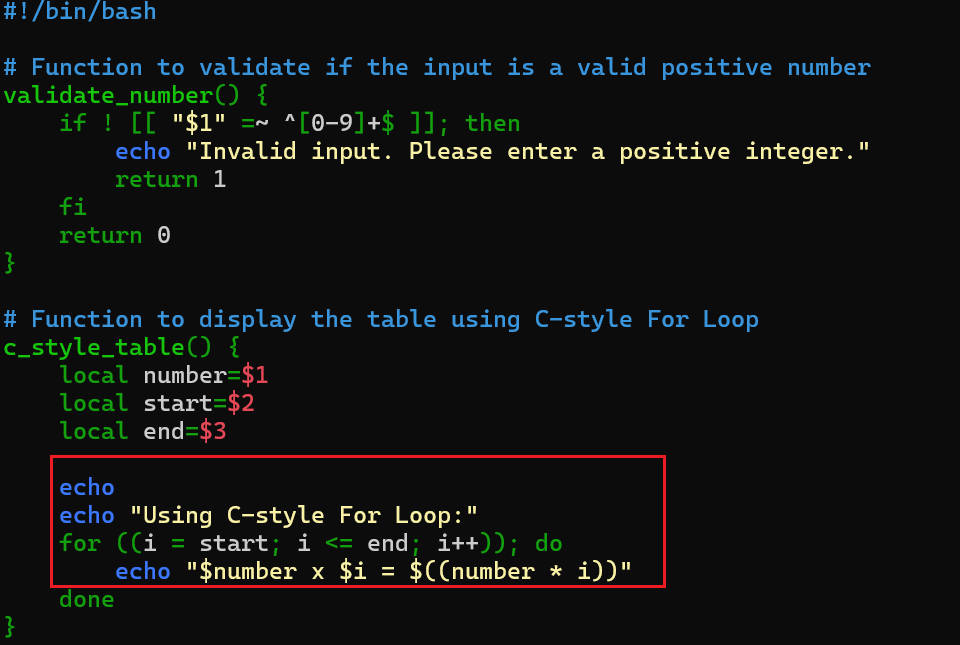 #!/bin/bash
# Function to validate if the input is a valid positive number
validate_number() {
    if ! [[ "$1" =~ ^[0-9]+$ ]]; then
        echo "Invalid input. Please enter a positive integer."
        return 1
    fi
    return 0
}
# Function to display the table using C-style For Loop
c_style_table() {
    local number=$1
    local start=$2
    local end=$3
    echo
    echo "Using C-style For Loop:"
    for ((i = start; i <= end; i++)); do
        echo "$number x $i = $((number * i))"
    done
}